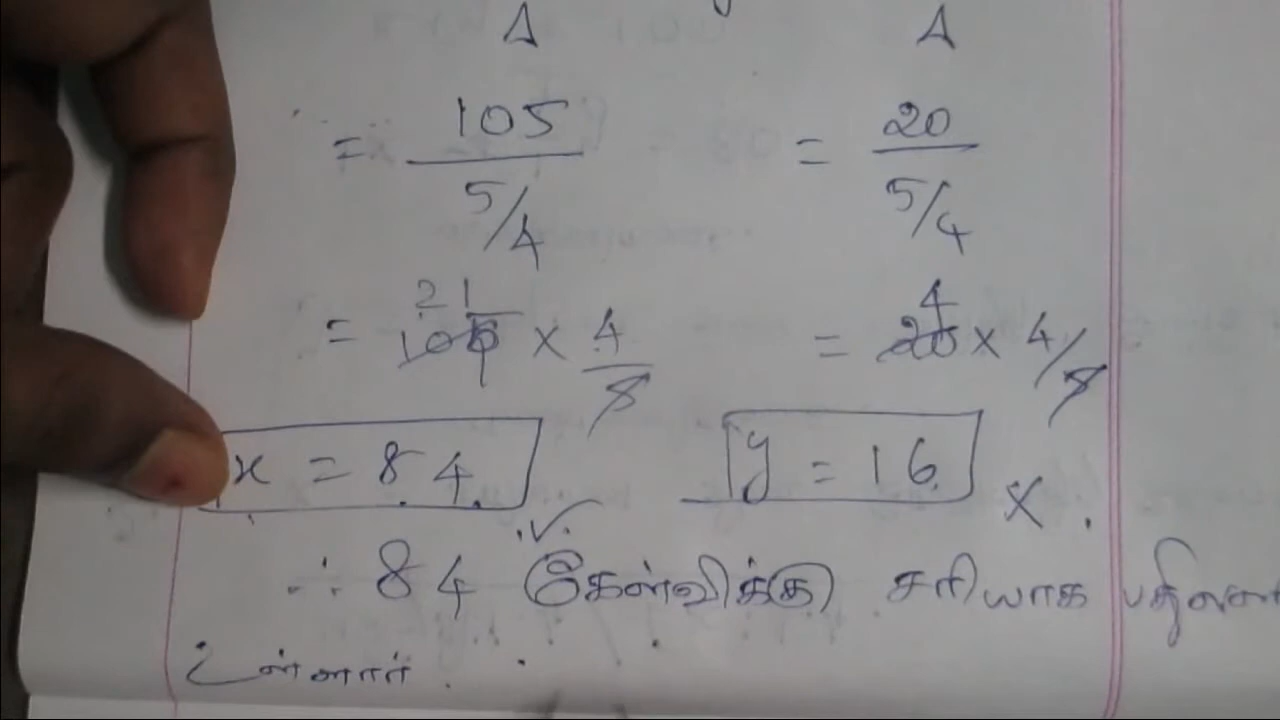 Δ Δ
= 105 / 5/4 = 20 / 5/4
21 4
= 105 × 4/5 = 20 × 4/5
x = 84 y = 16
✓ ×
∴ 84 கேள்விக்கு சரியாக
உள்ளார்.